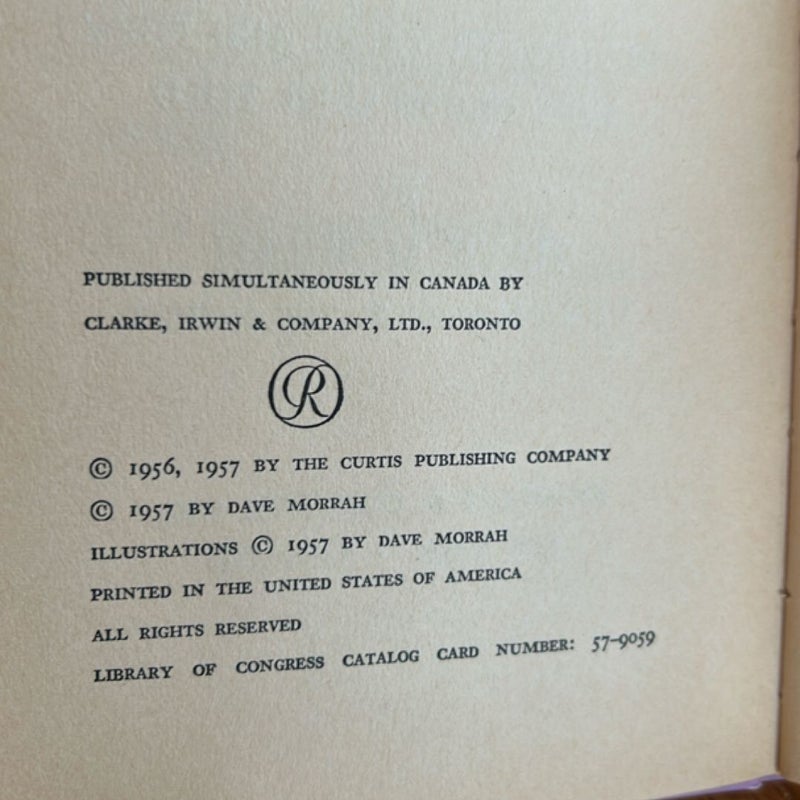 PUBLISHED SIMULTANEOUSLY IN CANADA BY
CLARKE, IRWIN & COMPANY, LTD., TORONTO
R
© 1956, 1957 BY THE CURTIS PUBLISHING COMPANY
© 1957 BY DAVE MORRAH
ILLUSTRATIONS © 1957 BY DAVE MORRAH
PRINTED IN THE UNITED STATES OF AMERICA
ALL RIGHTS RESERVED
LIBRARY OF CONGRESS CATALOG CARD NUMBER: 57-9059